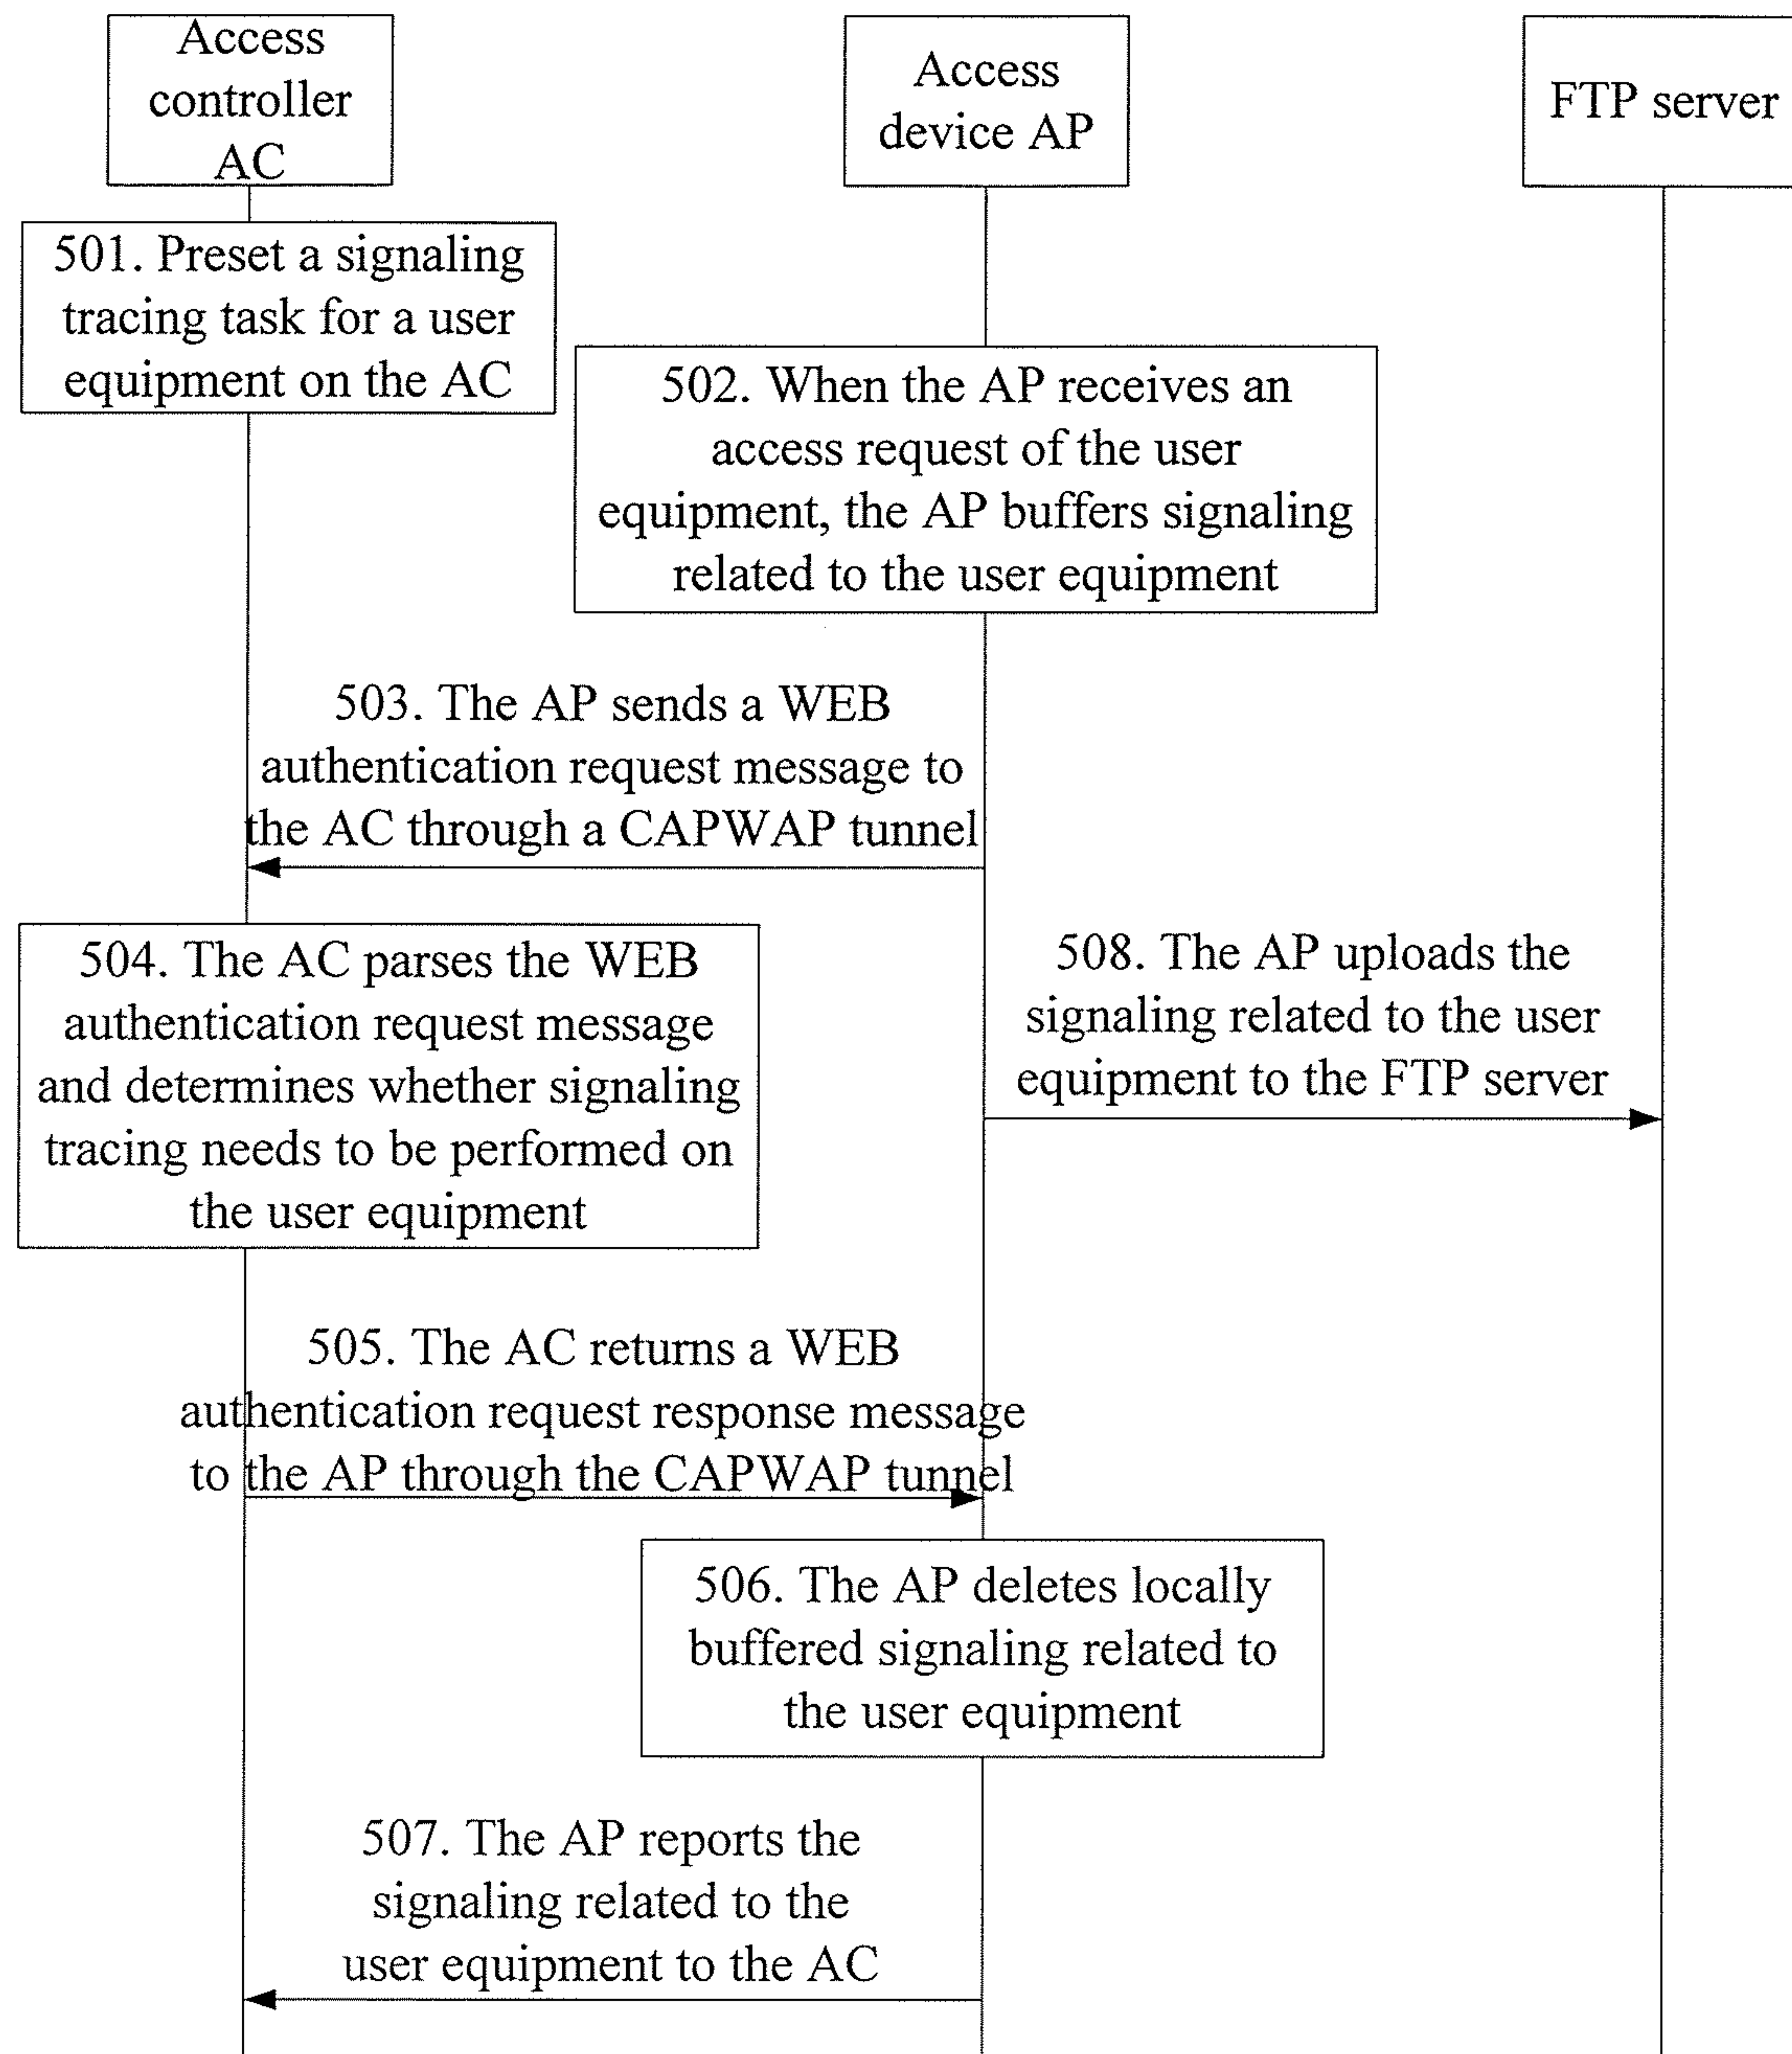 Access
controller
AC
Access
device AP
FTP server
501. Preset a signaling
tracing task for a user
equipment on the AC
502. When the AP receives an
access request of the user
equipment, the AP buffers signaling
related to the user equipment
503. The AP sends a WEB
authentication request message to
the AC through a CAPWAP tunnel
504. The AC parses the WEB
authentication request message
and determines whether signaling
tracing needs to be performed on
the user equipment
508. The AP uploads the
signaling related to the user
equipment to the FTP server
505. The AC returns a WEB
authentication request response message
to the AP through the CAPWAP tunnel
506. The AP deletes locally
buffered signaling related to
the user equipment
507. The AP reports the
signaling related to the
user equipment to the AC